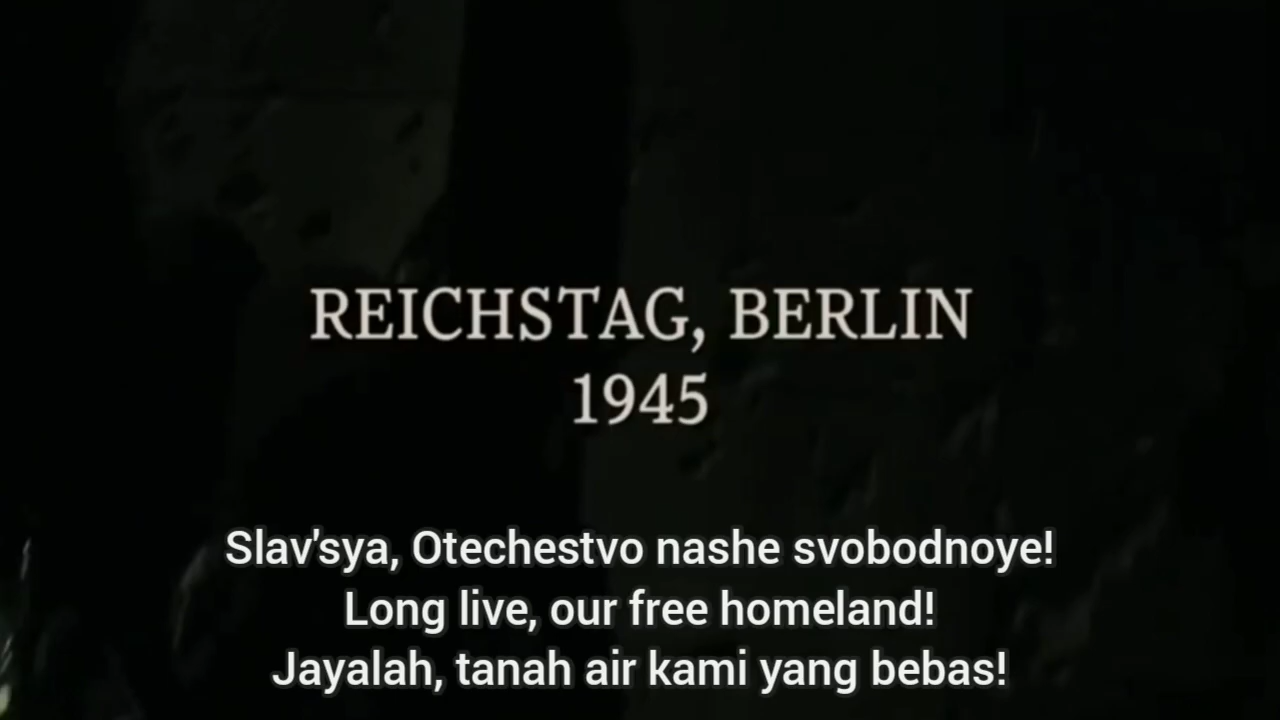 REICHSTAG, BERLIN
1945
Slav'sya, Otechestvo nashe svobodnoye!
Long live, our free homeland!
Jayalah, tanah air kami yang bebas!